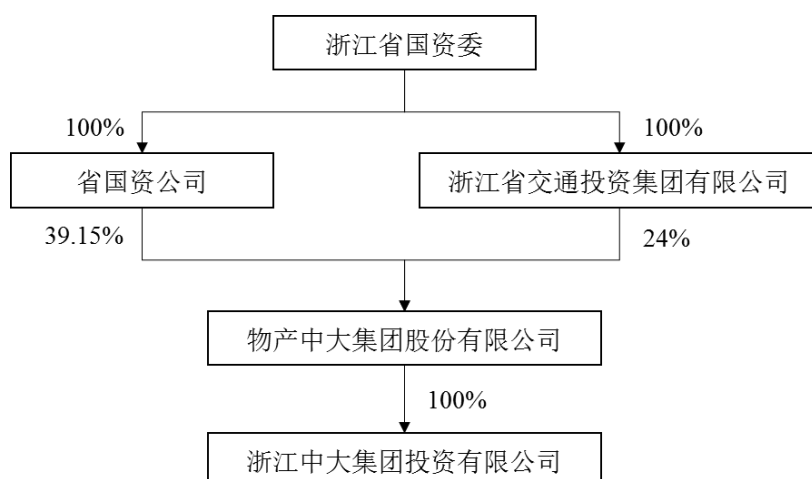 浙江省国资委
100%
100%
省国资公司
浙江省交通投资集团有限公司
39.15%
24%
物产中大集团股份有限公司
100%
浙江中大集团投资有限公司